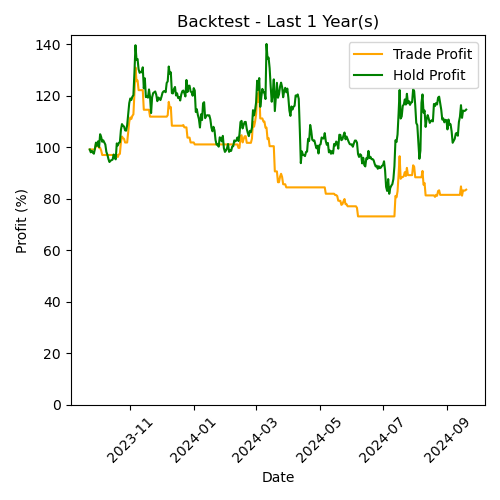 Backtest - Last 1 Year(s)
Trade Profit
Hold Profit
Profit (%)
140
120
100
80
60
40
20
0
2023-11
2024-01
2024-03
2024-05
2024-07
2024-09
Date